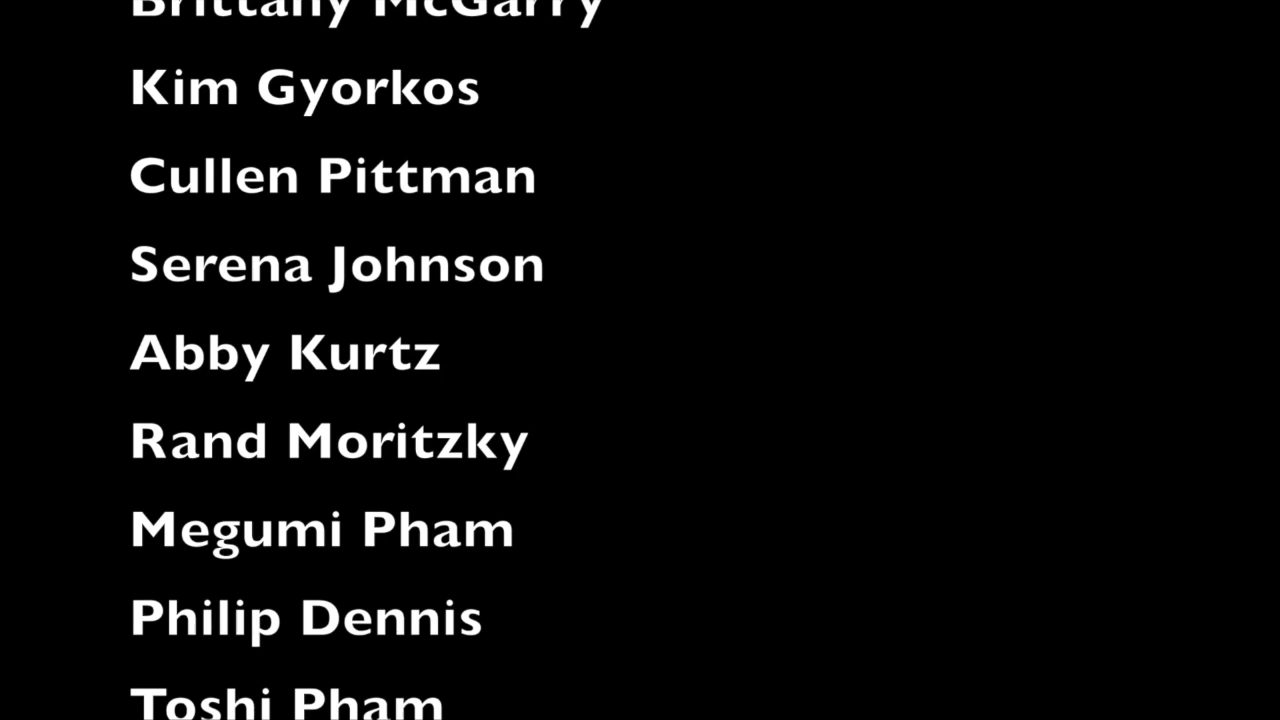 Brittany McGarry
Kim Gyorkos
Cullen Pittman
Serena Johnson
Abby Kurtz
Rand Moritzky
Megumi Pham
Philip Dennis
Toshi Pham